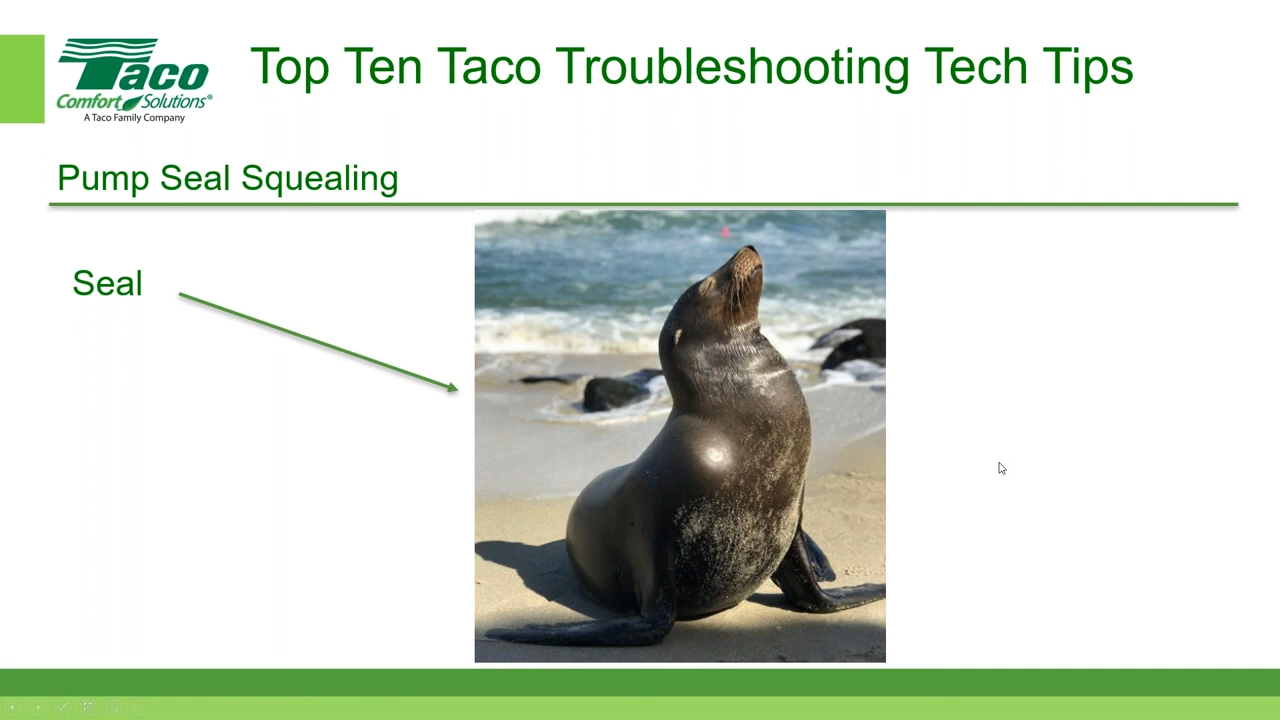 Taco
Comfort Solutions®
A Taco Family Company
Top Ten Taco Troubleshooting Tech Tips
Pump Seal Squealing
Seal